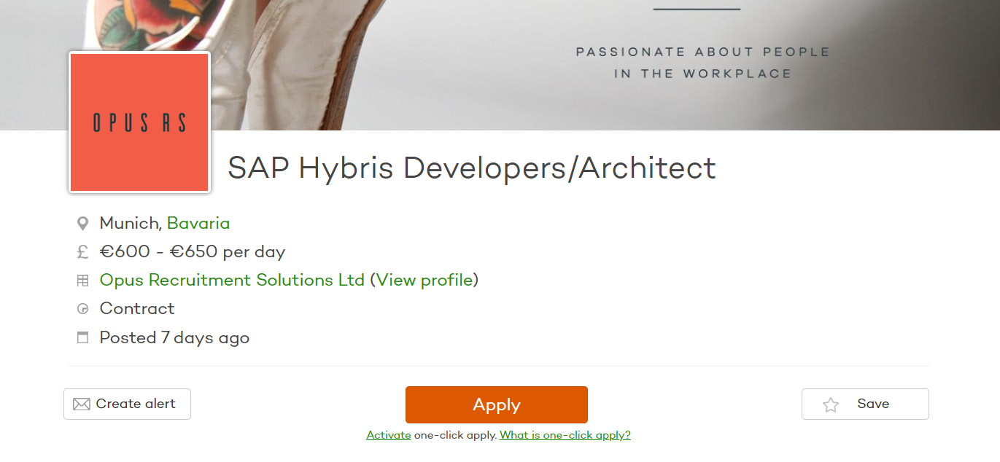 PASSIONATE ABOUT PEOPLE
IN THE WORKPLACE
OPUS RS
SAP Hybris Developers/Architect
Munich, Bavaria
€600 - €650 per day
Opus Recruitment Solutions Ltd (View profile)
Contract
Posted 7 days ago
Create alert
Apply
Save
Activate one-click apply. What is one-click apply?